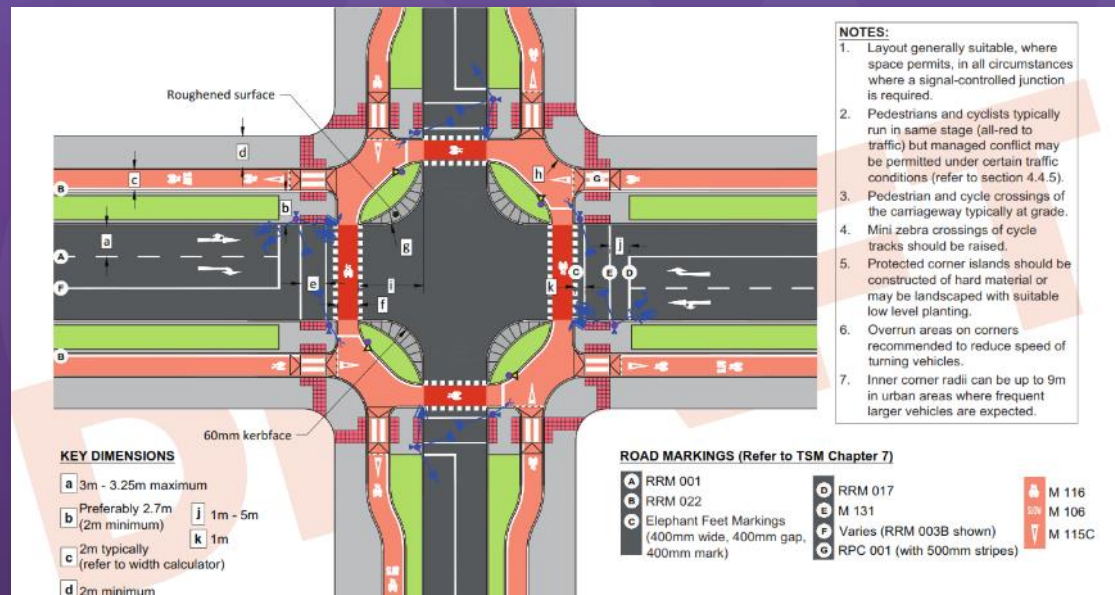 Roughened surface
60mm kerbface
NOTES:
1. Layout generally suitable, where
space permits, in all circumstances
where a signal-controlled junction
is required.
2. Pedestrians and cyclists typically
run in same stage (all-red to
traffic) but managed conflict may
be permitted under certain traffic
conditions (refer to section 4.4.5).
3. Pedestrian and cycle crossings of
the carriageway typically at grade.
4. Mini zebra crossings of cycle
tracks should be raised.
5. Protected corner islands should be
constructed of hard material or
may be landscaped with suitable
low level planting.
6. Overrun areas on corners
recommended to reduce speed of
turning vehicles.
7. Inner corner radii can be up to 9m
in urban areas where frequent
larger vehicles are expected.
d
c
B
b
a
A
F
B
e
f
g
i
h
G
j
k
C
E
D
KEY DIMENSIONS
a 3m - 3.25m maximum
b Preferably 2.7m
(2m minimum)
c 2m typically
(refer to width calculator)
d 2m minimum
j 1m - 5m
k 1m
ROAD MARKINGS (Refer to TSM Chapter 7)
A RRM 001
B RRM 022
C Elephant Feet Markings
(400mm wide, 400mm gap,
400mm mark)
D RRM 017
E M 131
F Varies (RRM 003B shown)
G RPC 001 (with 500mm stripes)
M 116
SLOW M 106
M 115C
DRAFT